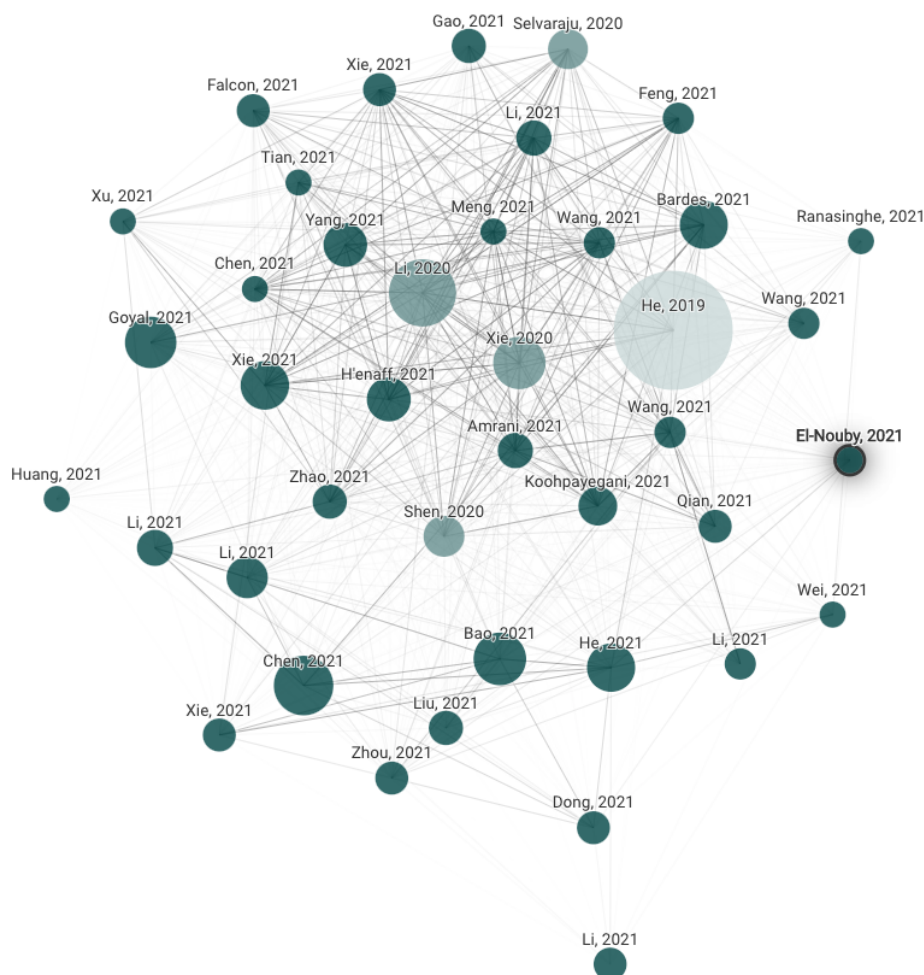 Gao, 2021
Selvaraju, 2020
Xie, 2021
Falcon, 2021
Feng, 2021
Li, 2021
Tian, 2021
Xu, 2021
Bardes, 2021
Meng, 2021
Ranasinghe, 2021
Yang, 2021
Wang, 2021
Chen, 2021
Li, 2020
Wang, 2021
He, 2019
Goyal, 2021
Xie, 2020
Xie, 2021
H'enaff, 2021
Wang, 2021
Amrani, 2021
El-Nouby, 2021
Huang, 2021
Zhao, 2021
Koohpayegani, 2021
Qian, 2021
Shen, 2020
Li, 2021
Li, 2021
Wei, 2021
Bao, 2021
He, 2021
Li, 2021
Chen, 2021
Xie, 2021
Liu, 2021
Zhou, 2021
Dong, 2021
Li, 2021